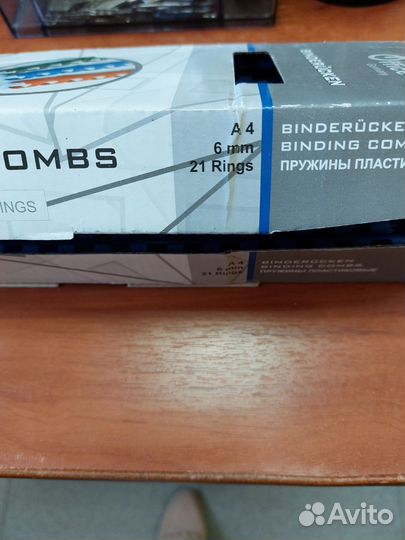 BINDERÜCKEN
A 4
6 mm
21 Rings
OMBS
INGS
BINDERÜCKE
BINDING COM
ПРУЖИНЫ ПЛАСТИ
A 4
6 mm
21 Rings
BINDERÜCKEN
BINDING COMBS
ПРУЖИНЫ ПЛАСТИКОВЫЕ
Avito